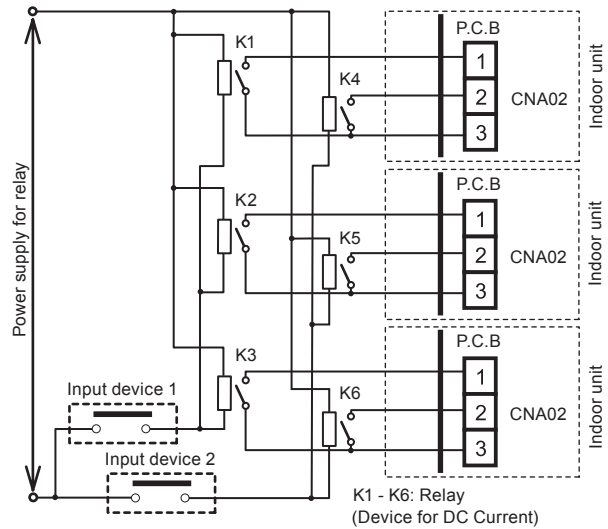 Power supply for relay
K1
K4
P.C.B
1
2
3
CNA02
Indoor unit
K2
K5
P.C.B
1
2
3
CNA02
Indoor unit
K3
K6
P.C.B
1
2
3
CNA02
Indoor unit
Input device 1
Input device 2
K1 - K6: Relay
(Device for DC Current)